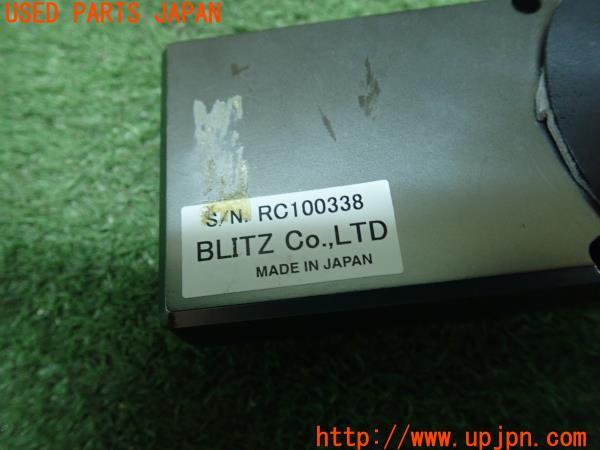 USED PARTS JAPAN
S/N. RC100338
BLITZ Co.,LTD
MADE IN JAPAN
http://www.upjpn.com